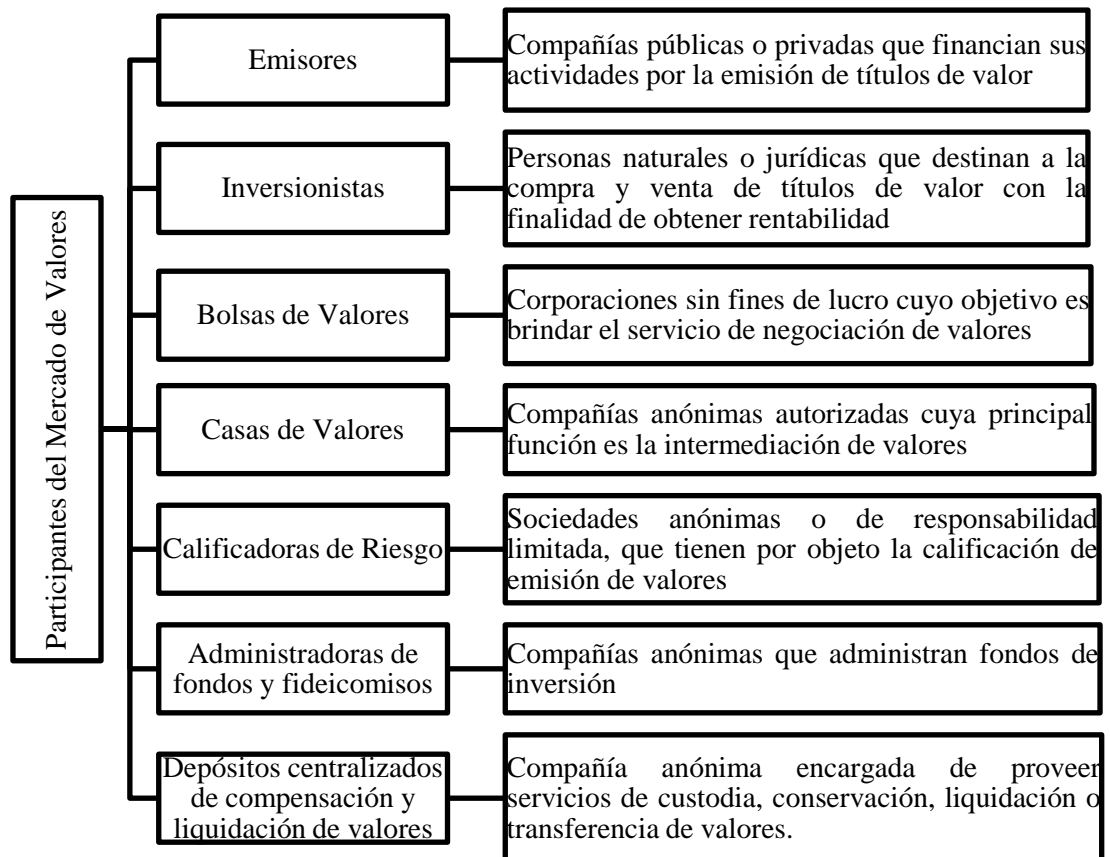 Participantes del Mercado de Valores
Emisores
Compañías públicas o privadas que financian sus
actividades por la emisión de títulos de valor
Inversionistas
Personas naturales o jurídicas que destinan a la
compra y venta de títulos de valor con la
finalidad de obtener rentabilidad
Bolsas de Valores
Corporaciones sin fines de lucro cuyo objetivo es
brindar el servicio de negociación de valores
Casas de Valores
Compañías anónimas autorizadas cuya principal
función es la intermediación de valores
Calificadoras de Riesgo
Sociedades anónimas o de responsabilidad
limitada, que tienen por objeto la calificación de
emisión de valores
Administradoras de
fondos y fideicomisos
Compañías anónimas que administran fondos de
inversión
Depósitos centralizados
de compensación y
liquidación de valores
Compañía anónima encargada de proveer
servicios de custodia, conservación, liquidación o
transferencia de valores.